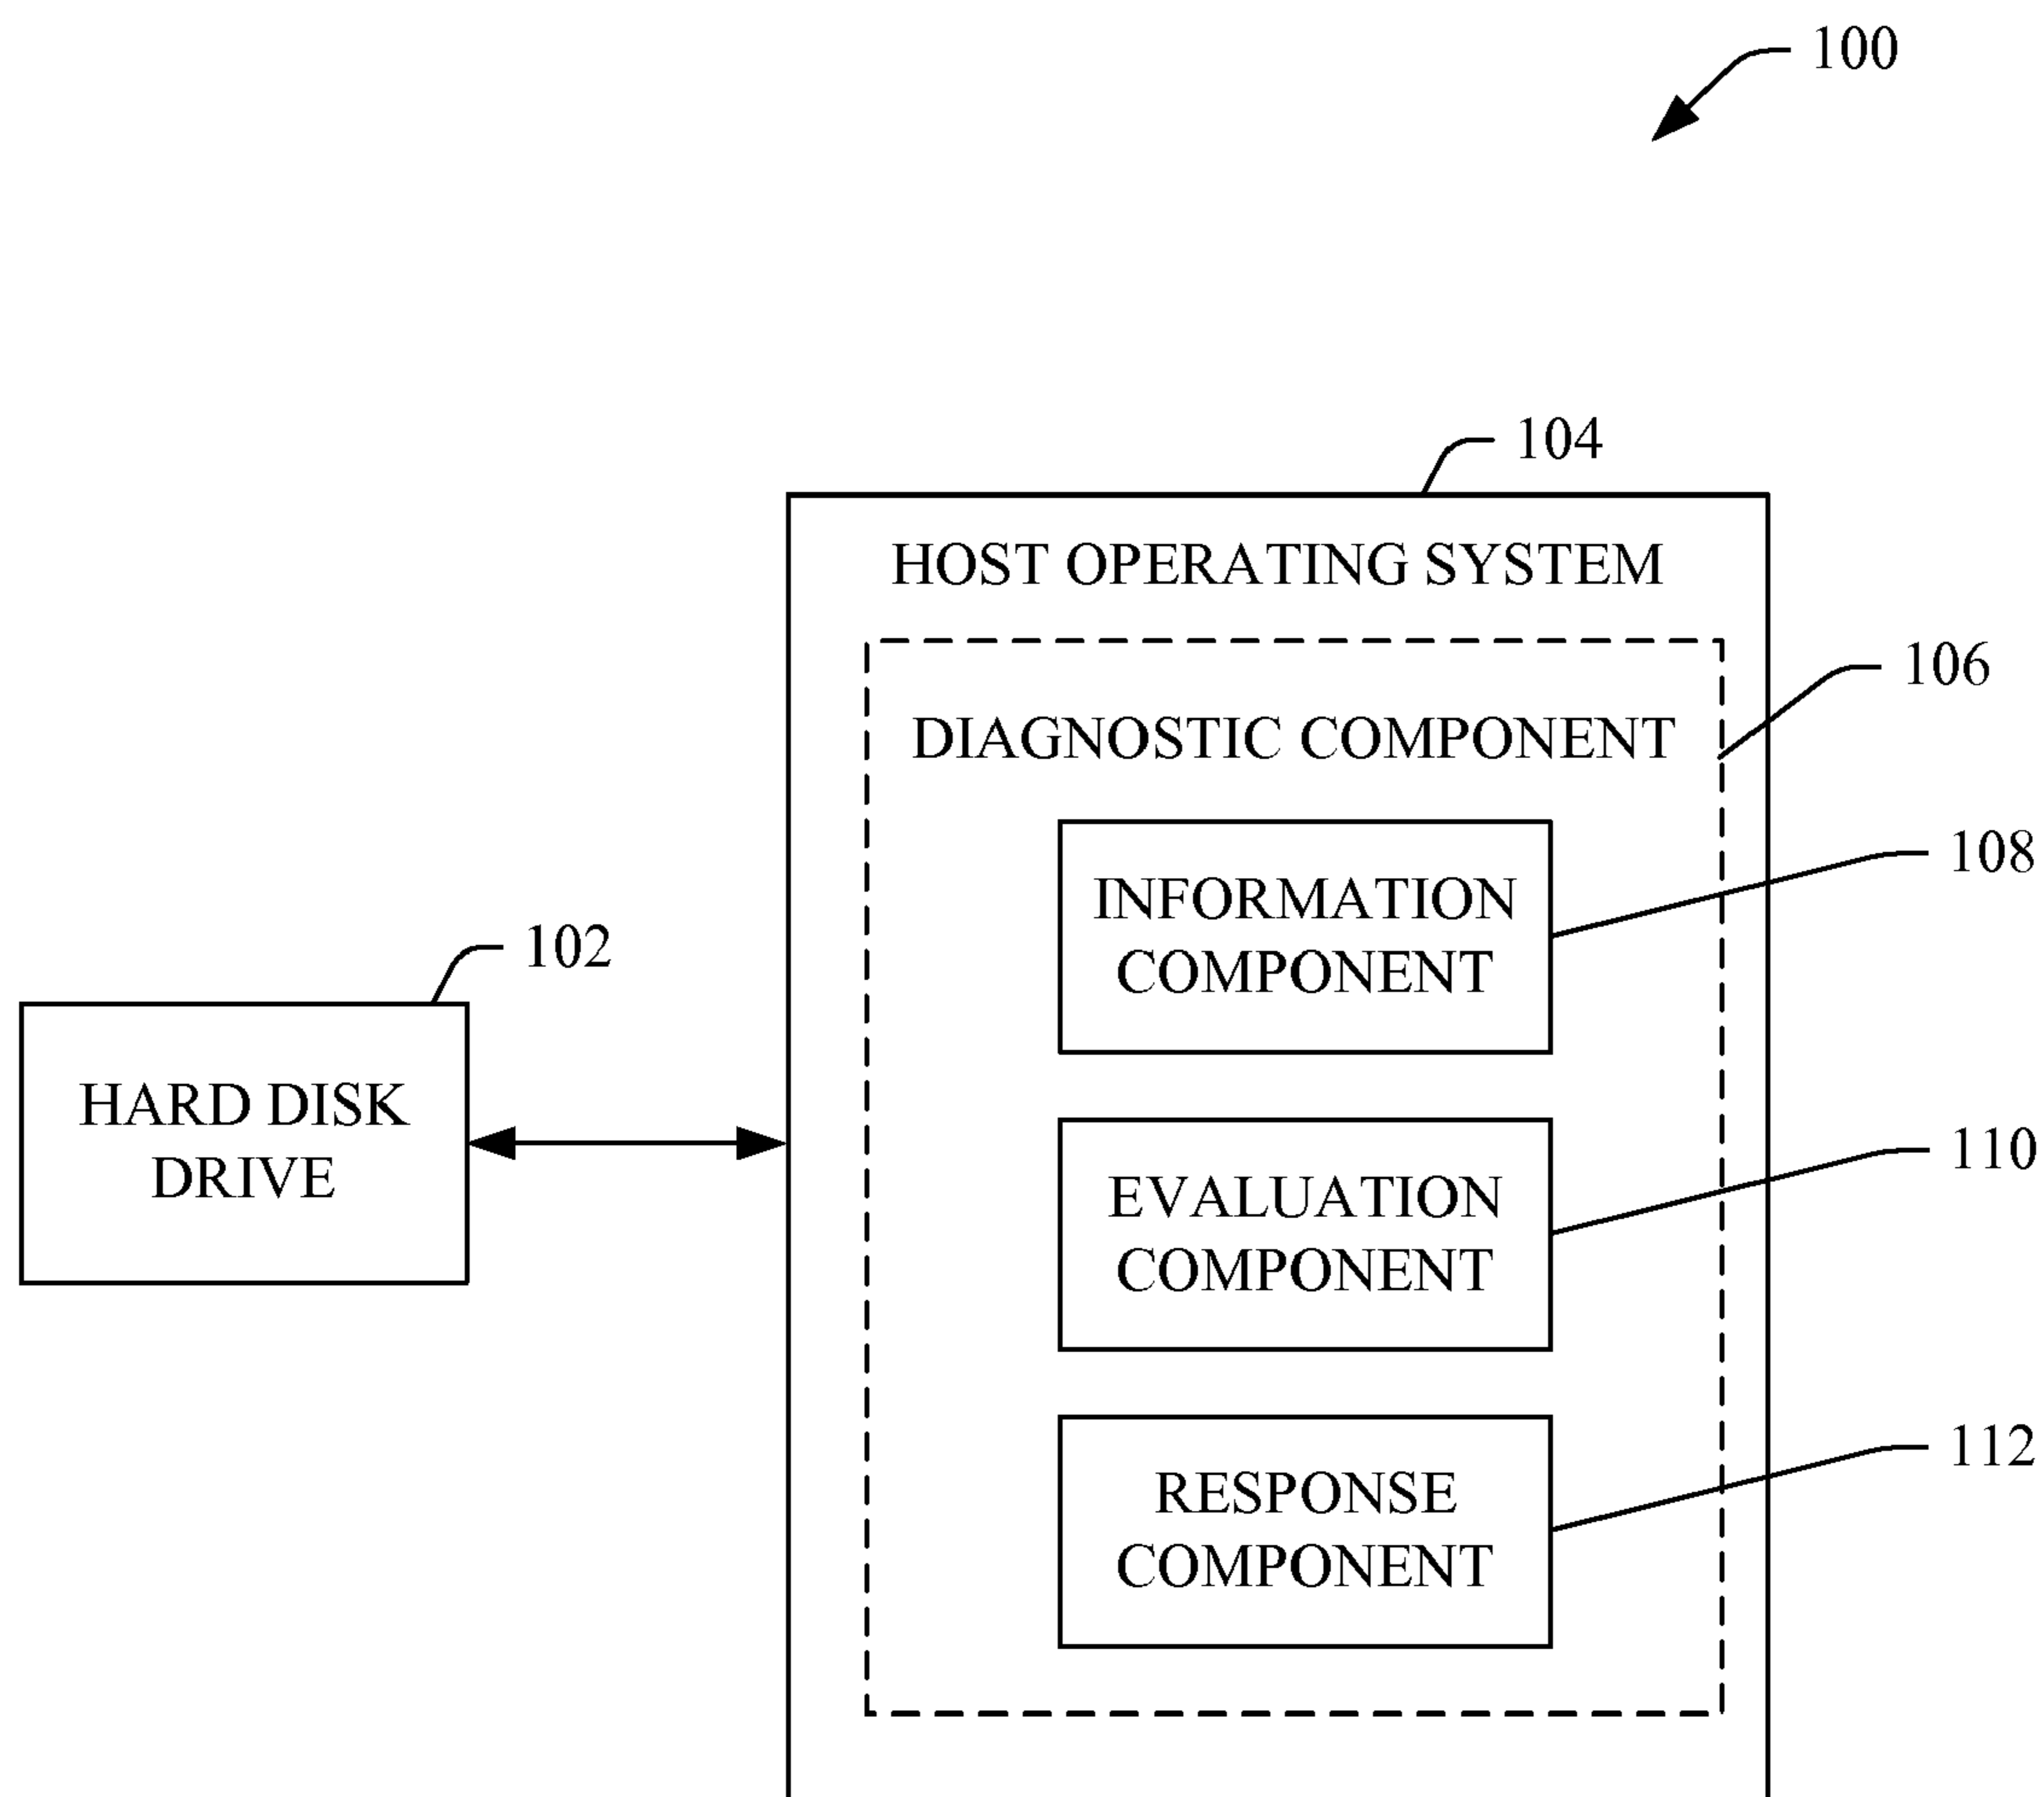 100
104
HOST OPERATING SYSTEM
106
DIAGNOSTIC COMPONENT
108
INFORMATION
COMPONENT
102
HARD DISK
DRIVE
110
EVALUATION
COMPONENT
112
RESPONSE
COMPONENT